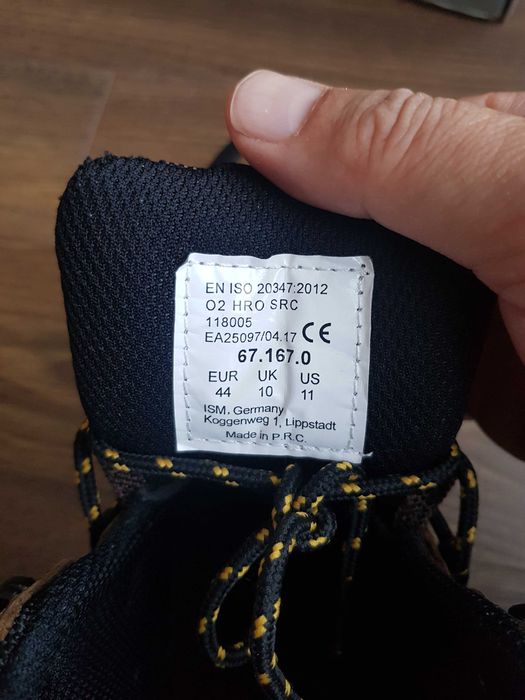 EN ISO 20347:2012
O2 HRO SRC
118005
EA25097/04.17 CE
67.167.0
EUR UK US
44 10 11
ISM, Germany
Koggenweg 1, Lippstadt
Made in P.R.C.